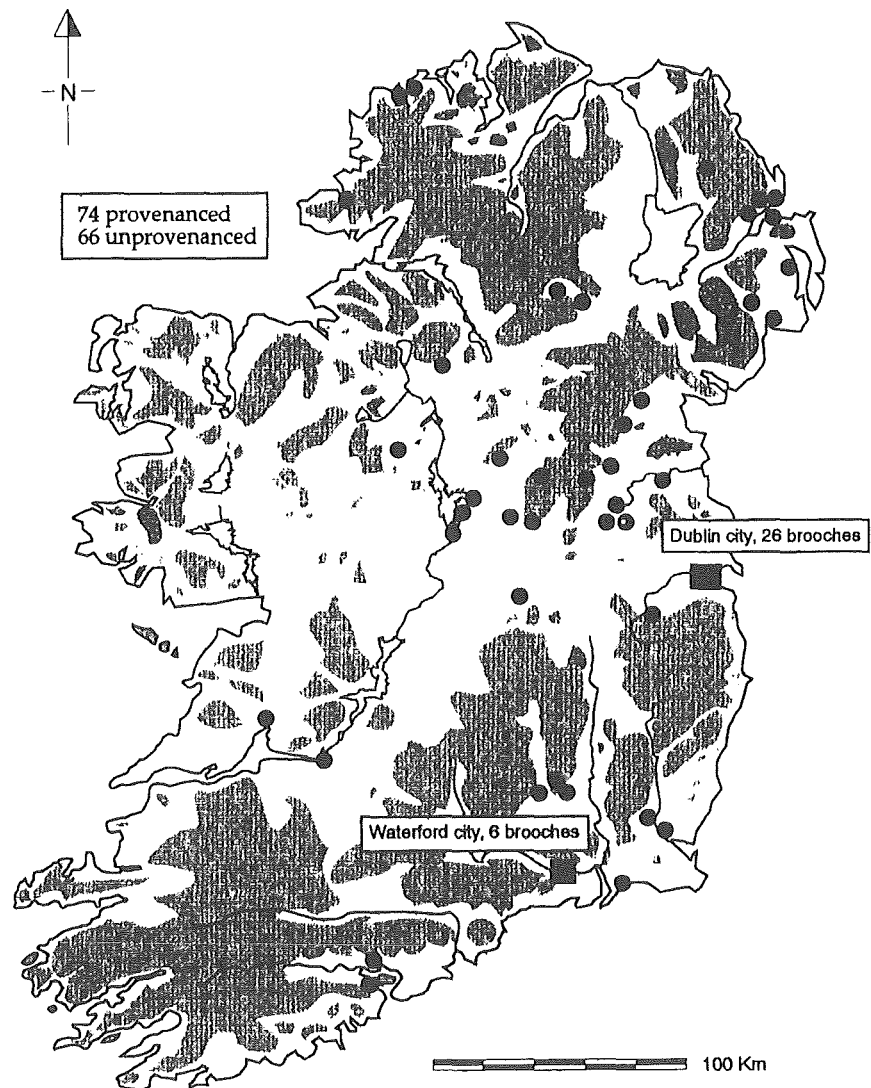 N
74 provenanced
66 unprovenanced
Dublin city, 26 brooches
Waterford city, 6 brooches
100 Km